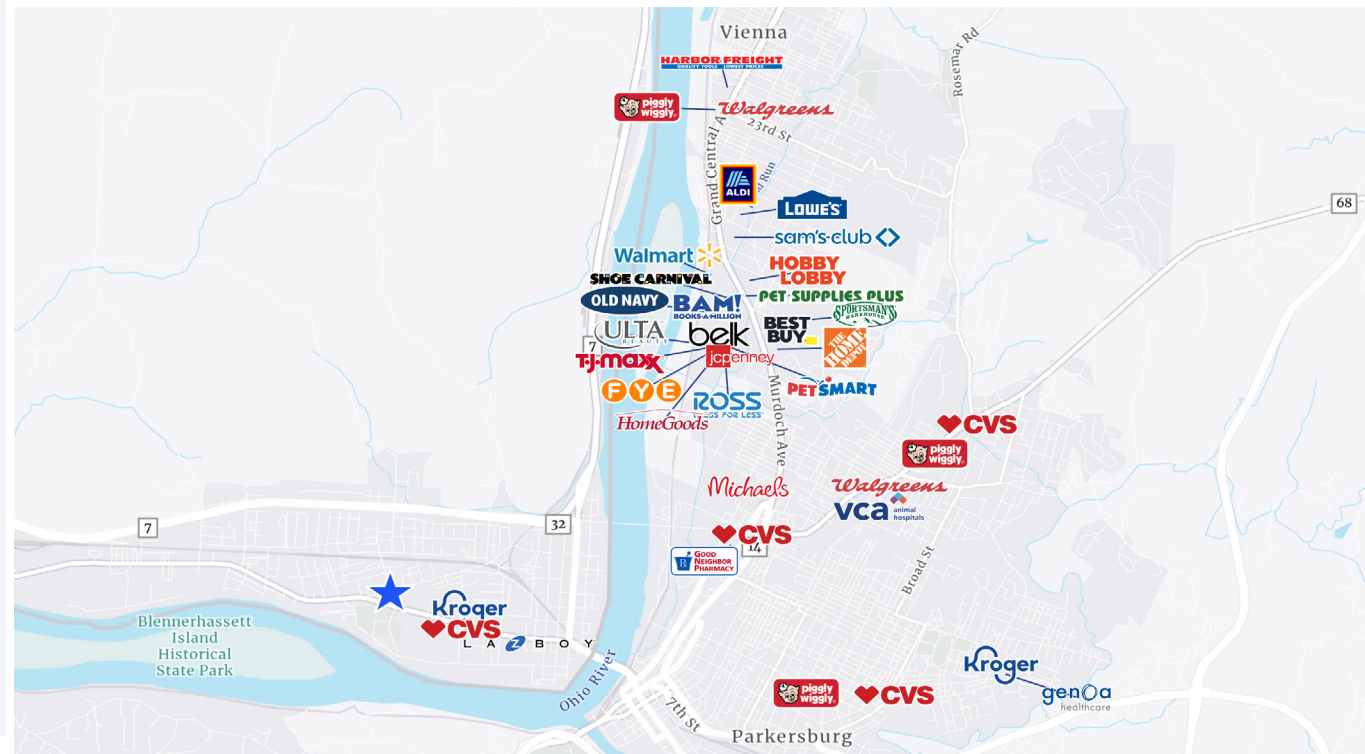 Vienna
Rosemar Rd
HARBOR FREIGHT
QUALITY TOOLS LOWEST PRICES
piggly
wiggly
Walgreens
23rd St
Grand Central A
ALDI
Run
LOWE'S
68
sam's club
Walmart
HOBBY
LOBBY
SHOE CARNIVAL
OLD NAVY
BAM!
BOOKS-A-MILLION
PET SUPPLIES PLUS
SPORTSMAN'S
WAREHOUSE
ULTA
BEAUTY
belk
BEST
BUY
THE
HOME
DEPOT
7
T.J.maxx
jcpenney
FYE
ROSS
DRESS FOR LESS
PETSMART
HomeGoods
Murdoch Ave
CVS
piggly
wiggly
Michaels
Walgreens
vca animal
hospitals
7
32
CVS
14
GOOD
NEIGHBOR
PHARMACY
Broad St
Kroger
CVS
LA Z BOY
Blennerhassett
Island
Historical
State Park
Ohio River
7th St
Kroger
genoa
healthcare
piggly
wiggly
CVS
Parkersburg